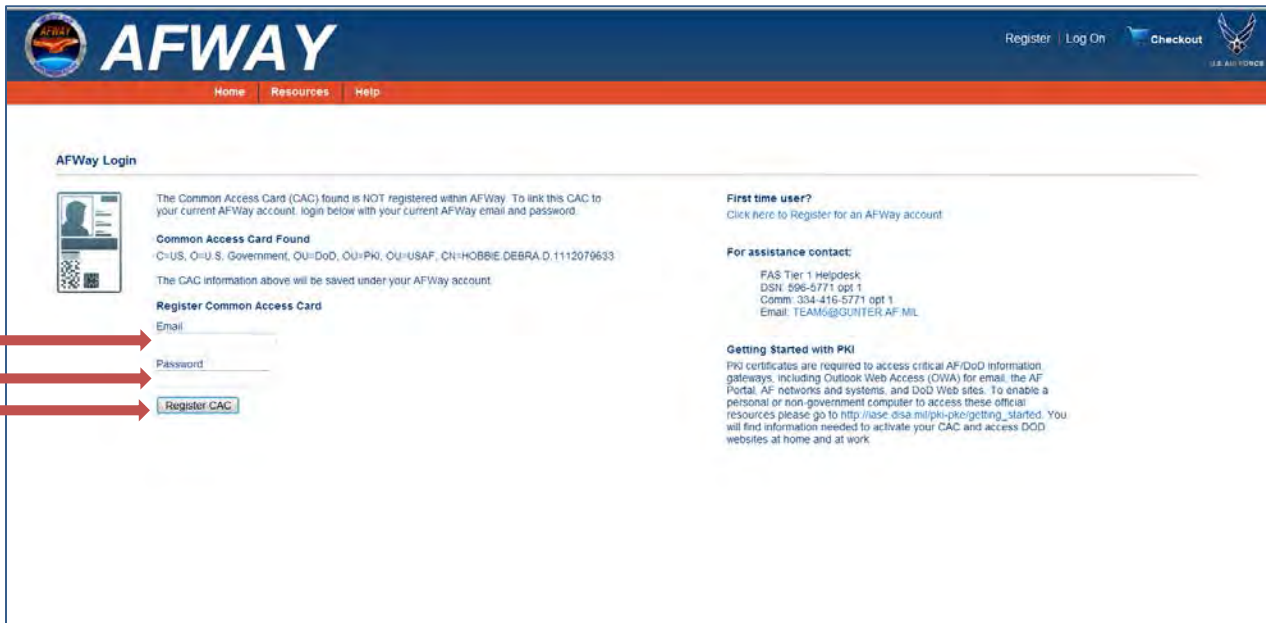 AFWAY
AFWAY
Register | Log On
Checkout
U.S. AIR FORCE
Home
Resources
Help
AFWay Login
The Common Access Card (CAC) found is NOT registered within AFWay. To link this CAC to
your current AFWay account, login below with your current AFWay email and password.
Common Access Card Found
C=US, O=U.S. Government, OU=DoD, OU=PKI, OU=USAF, CN=HOBBIE.DEBRA.D.1112079633
The CAC information above will be saved under your AFWay account.
Register Common Access Card
Email
Password
Register CAC
First time user?
Click here to Register for an AFWay account
For assistance contact:
FAS Tier 1 Helpdesk
DSN: 596-5771 opt 1
Comm: 334-416-5771 opt 1
Email: TEAM5@GUNTER.AF.MIL
Getting Started with PKI
PKI certificates are required to access critical AF/DoD information
gateways, including Outlook Web Access (OWA) for email, the AF
Portal, AF networks and systems, and DoD Web sites. To enable a
personal or non-government computer to access these official
resources please go to http://iase.disa.mil/pki-pke/getting_started. You
will find information needed to activate your CAC and access DOD
websites at home and at work